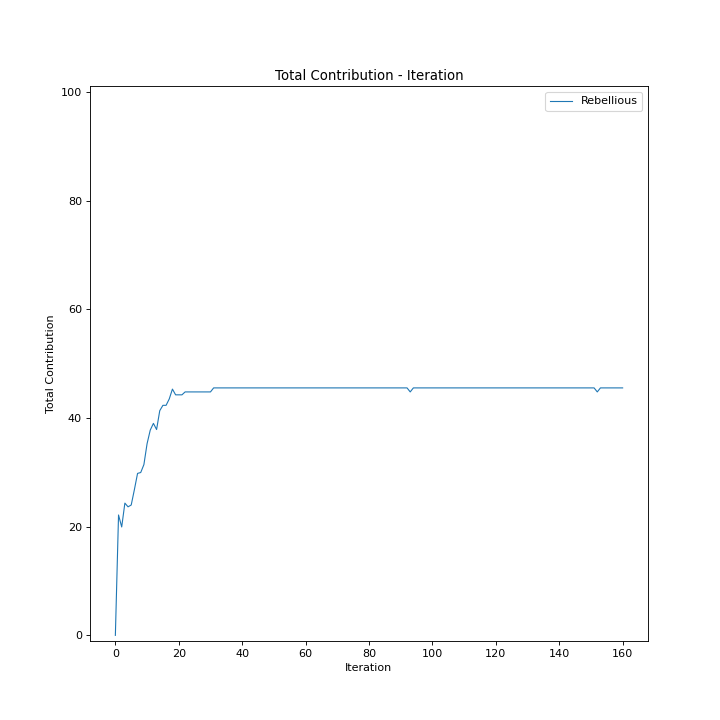 Total Contribution - Iteration
Rebellious
Total Contribution
100
80
60
40
20
0
0 20 40 60 80 100 120 140 160
Iteration